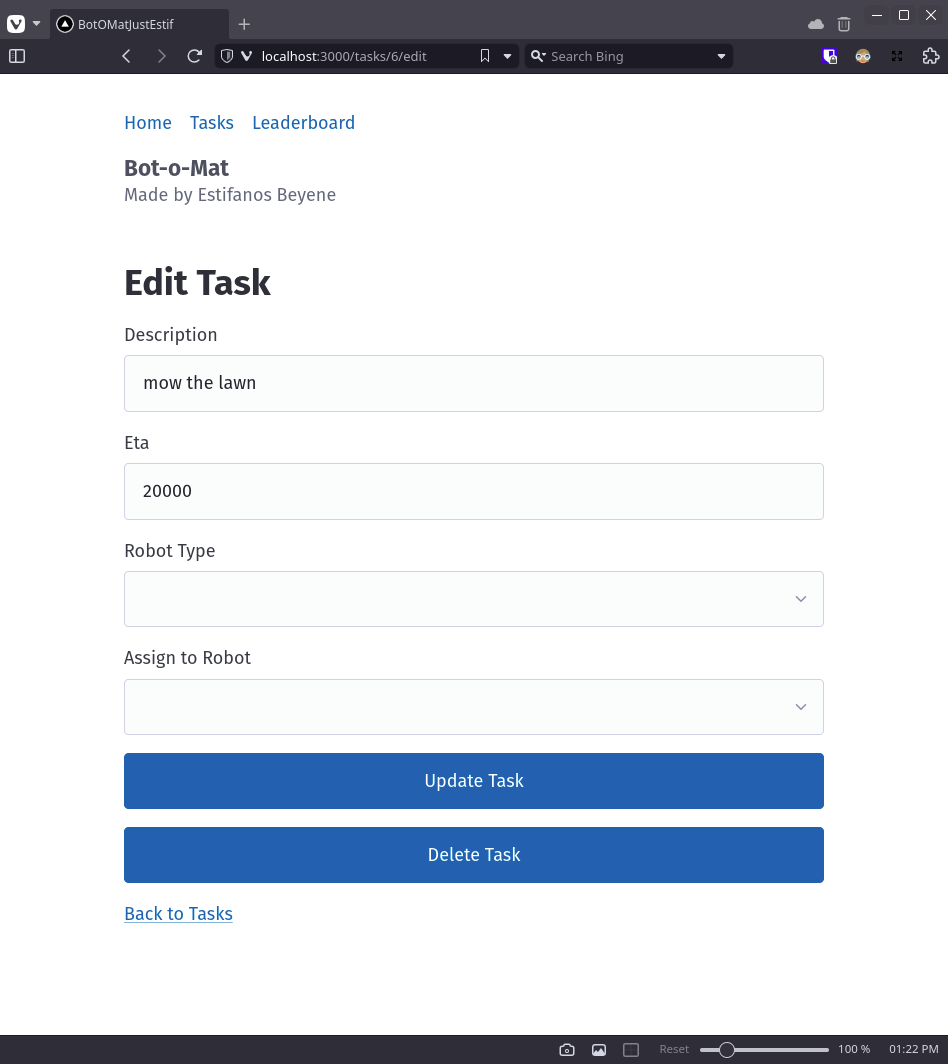 BotOMatJustEstif
localhost:3000/tasks/6/edit
Search Bing
Home Tasks Leaderboard
Bot-o-Mat
Made by Estifanos Beyene
Edit Task
Description
mow the lawn
Eta
20000
Robot Type
Assign to Robot
Update Task
Delete Task
Back to Tasks
Reset 100 % 01:22 PM